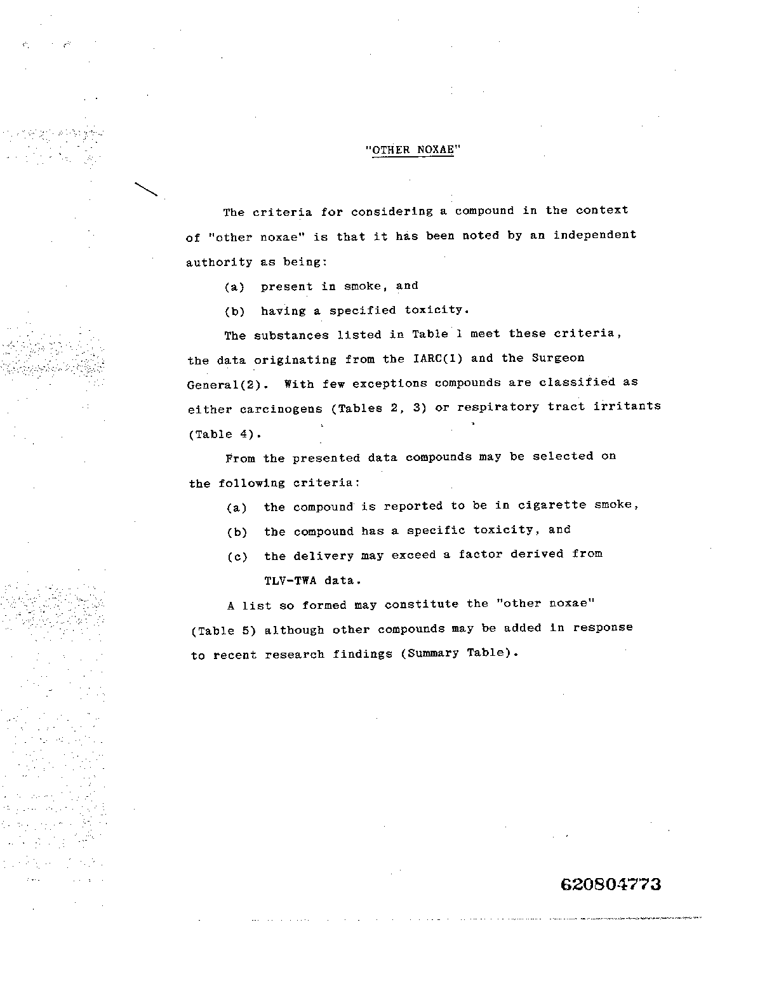 "OTHER NOXAE"
The criteria for considering a compound in the context
of "other noxae" is that it has been noted by an independent
authority as being:
(a) present in smoke, and
(b) having a specified toxicity.
The substances listed in Table 1 meet these criteria,
the data originating from the IARC(1) and the Surgeon
General(2). With few exceptions compounds are classified as
either carcinogens (Tables 2, 3) or respiratory tract irritants
(Table 4).
From the presented data compounds may be selected on
the following criteria:
(a) the compound is reported to be in cigarette smoke,
(b) the compound has a specific toxicity, and
(c) the delivery may exceed a factor derived from
TLV-TWA data.
A list so formed may constitute the "other noxae"
(Table 5) although other compounds may be added in response
to recent research findings (Summary Table).
620804773